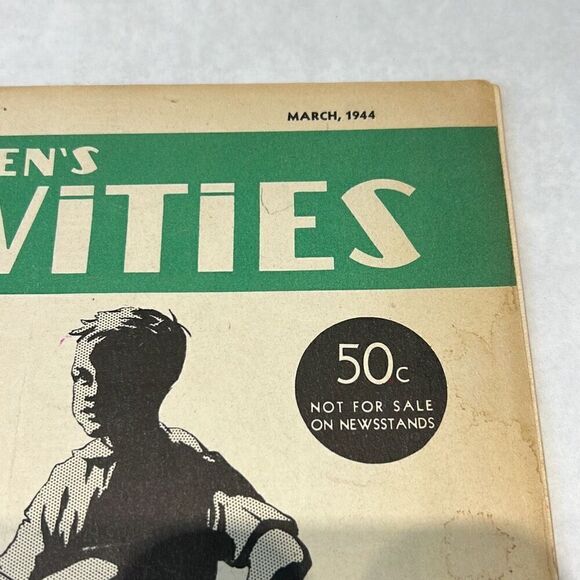 MARCH, 1944
EN'S
ViTiES
50c
NOT FOR SALE
ON NEWSSTANDS